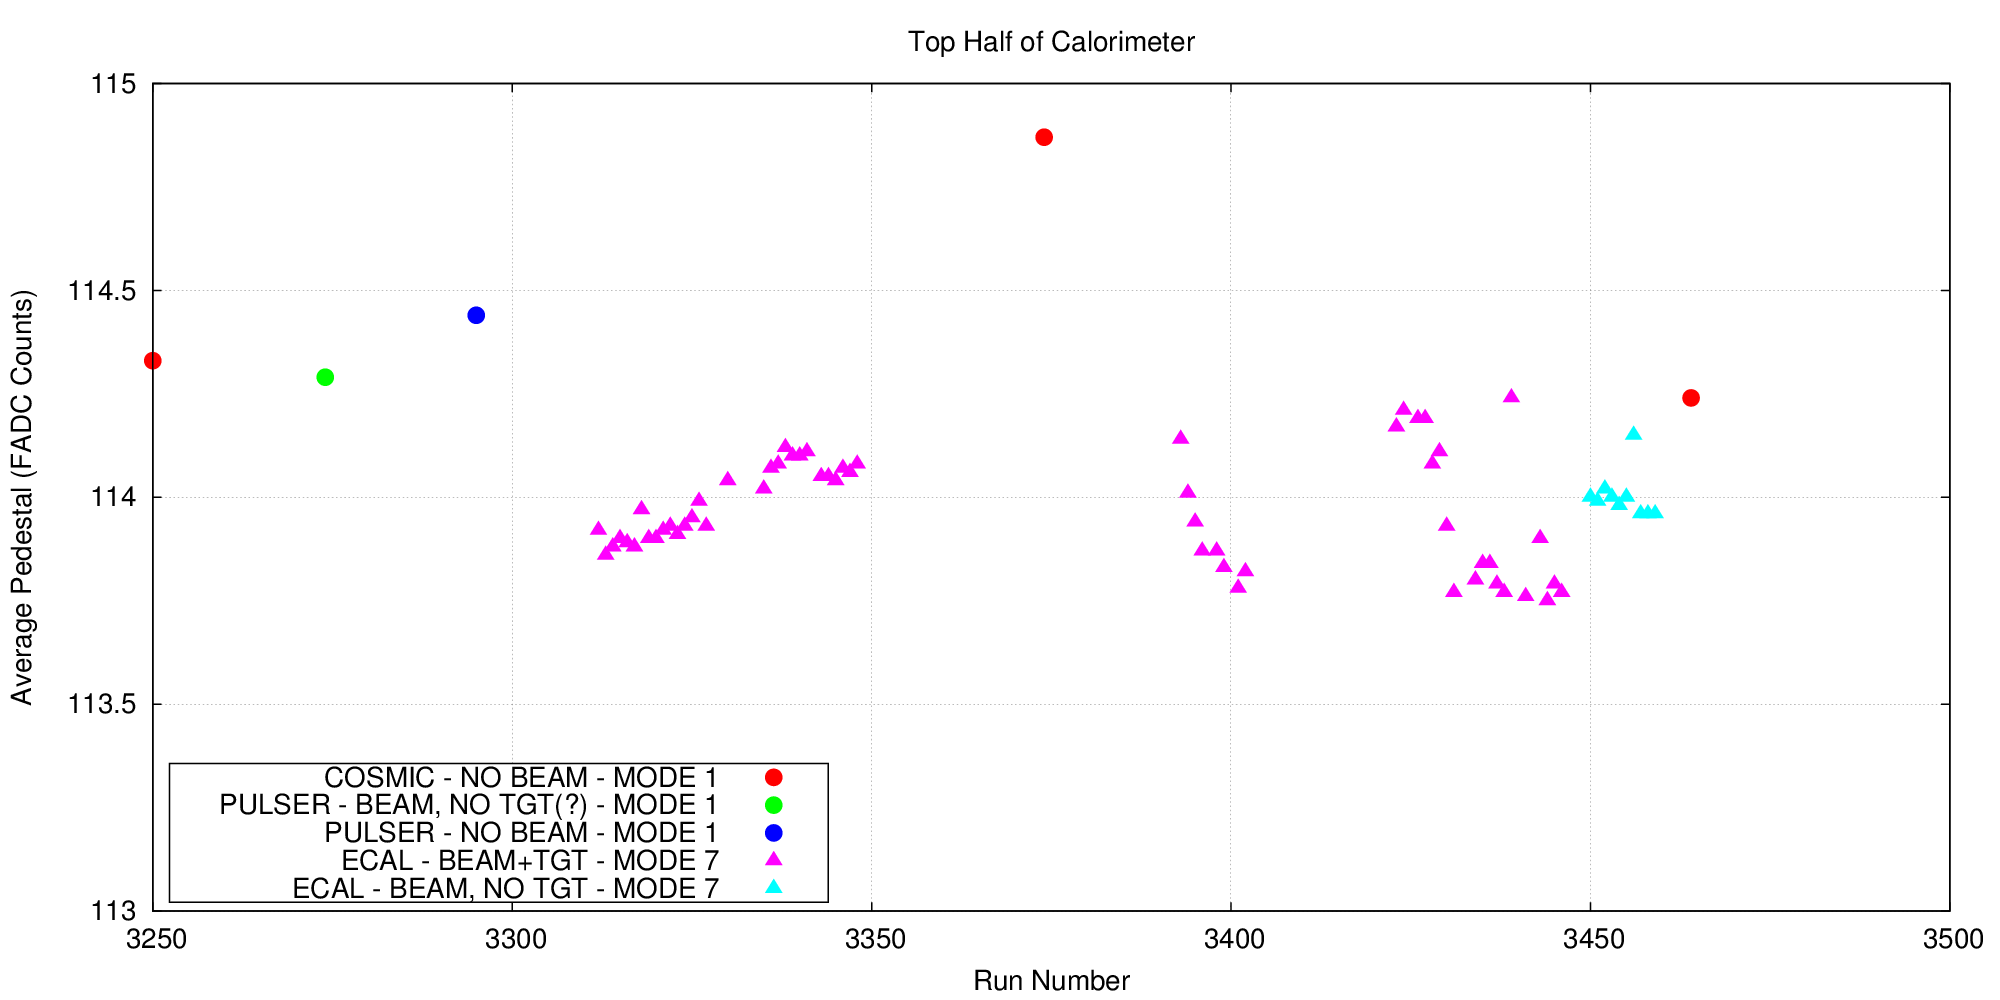 Top Half of Calorimeter
115
114.5
114
113.5
113
Average Pedestal (FADC Counts)
COSMIC - NO BEAM - MODE 1
PULSER - BEAM, NO TGT(?) - MODE 1
PULSER - NO BEAM - MODE 1
ECAL - BEAM+TGT - MODE 7
ECAL - BEAM, NO TGT - MODE 7
3250 3300 3350 3400 3450 3500
Run Number